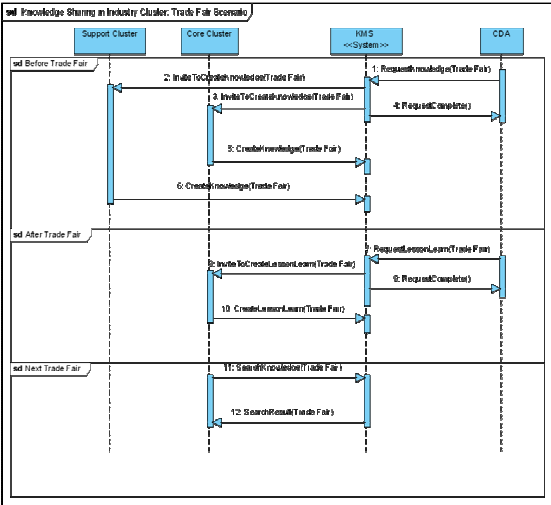 sd Knowledge Sharing in Industry Cluster: Trade Fair Scenario
Support Cluster
Core Cluster
KMS
<<System>>
CDA
sd Before Trade Fair
1: RequestKnowledge(Trade Fair)
2: InviteToCreateKnowledge(Trade Fair)
3: InviteToCreateKnowledge(Trade Fair)
4: RequestComplete()
5: CreateKnowledge(Trade Fair)
6: CreateKnowledge(Trade Fair)
sd After Trade Fair
7: RequestLessonLearn(Trade Fair)
8: InviteToCreateLessonLearn(Trade Fair)
9: RequestComplete()
10: CreateLessonLearn(Trade Fair)
sd Next Trade Fair
11: SearchKnowledge(Trade Fair)
12: SearchResult(Trade Fair)